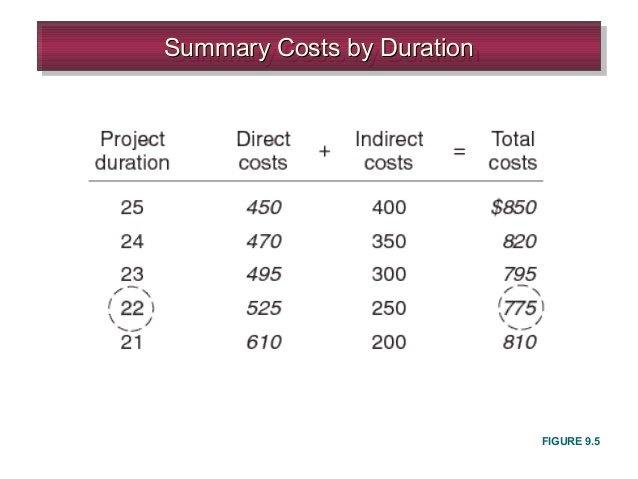 Summary Costs by Duration
Project duration Direct costs + Indirect costs = Total costs
25 450 400 $850
24 470 350 820
23 495 300 795
22 525 250 775
21 610 200 810
FIGURE 9.5